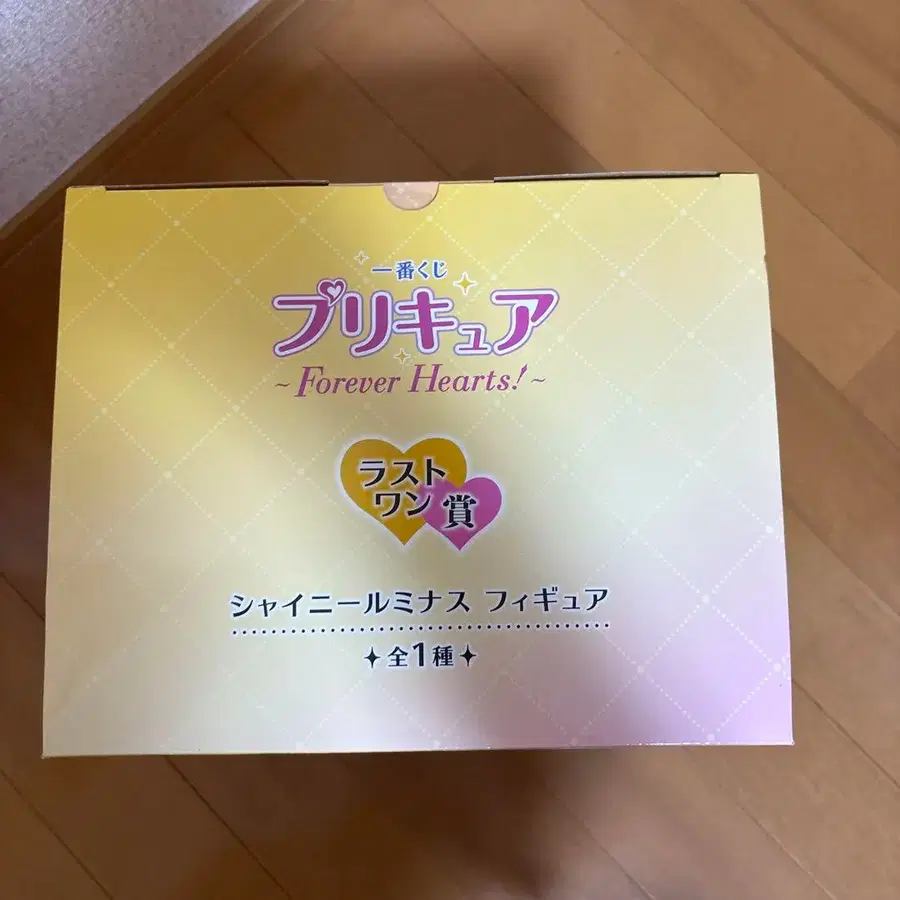 一番くじ
プリキュア
~Forever Hearts!~
ラスト
ワン賞
シャイニールミナス フィギュア
全1種